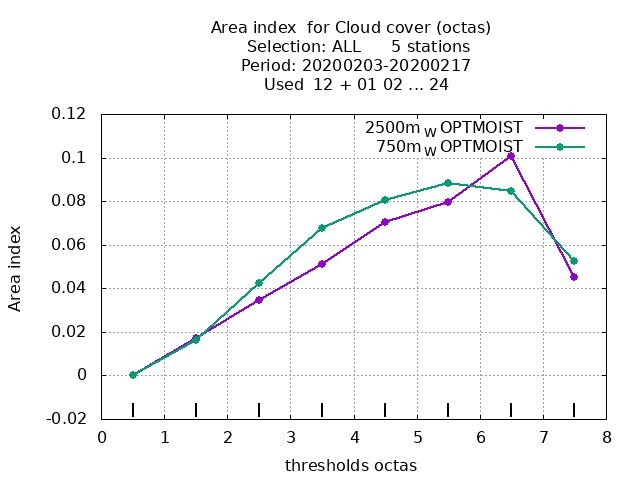 Area index  for Cloud cover (octas)
Selection: ALL      5 stations
Period: 20200203-20200217
Used  12 + 01 02 ... 24
0.12
0.1
0.08
0.06
0.04
0.02
0
-0.02
Area index
2500m_W OPTMOIST
750m_W OPTMOIST
0 1 2 3 4 5 6 7 8
thresholds octas